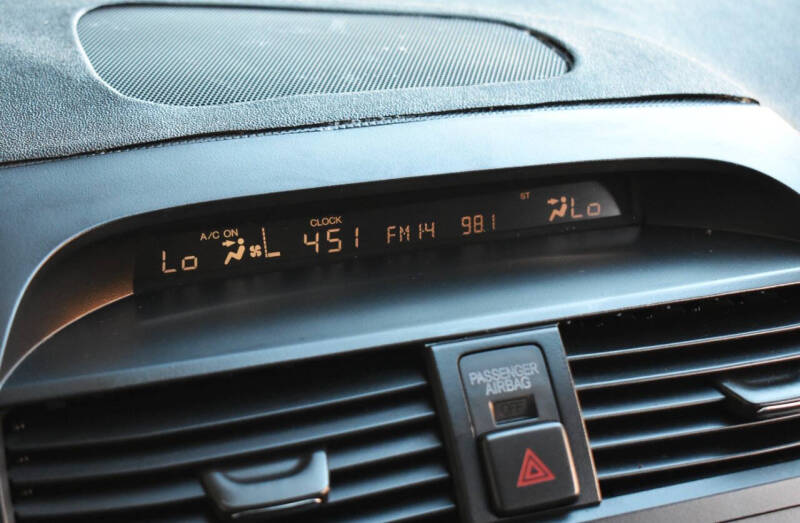 A/C ON CLOCK ST
Lo L 451 FM14 98.1 Lo
PASSENGER
AIRBAG
OFF